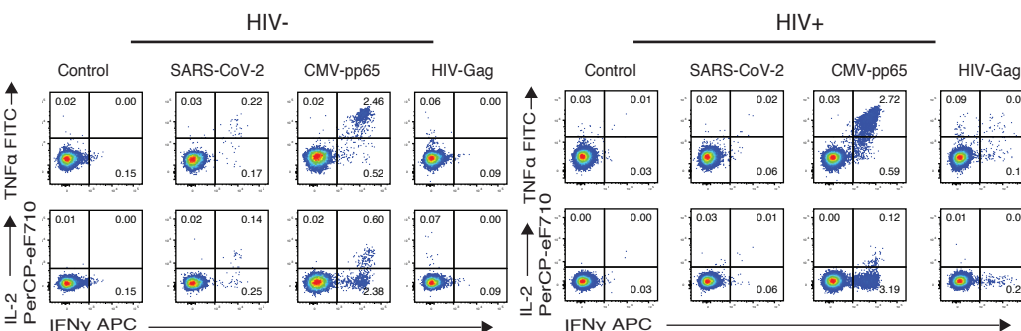 HIV-
HIV+
Control SARS-CoV-2 CMV-pp65 HIV-Gag
Control SARS-CoV-2 CMV-pp65 HIV-Gag
TNFα FITC
0.02 0.00 0.03 0.22 0.02 2.46 0.06 0.00
0.15 0.17 0.52 0.09
TNFα FITC
0.03 0.01 0.02 0.02 0.03 2.72 0.09
0.03 0.06 0.59
IL-2
PerCP-eF710
0.01 0.00 0.02 0.14 0.02 0.60 0.07 0.00
0.15 0.25 2.38 0.09
IL-2
PerCP-eF710
0.00 0.00 0.03 0.01 0.00 0.12 0.01
0.03 0.06 3.19
IFNγ APC
IFNγ APC